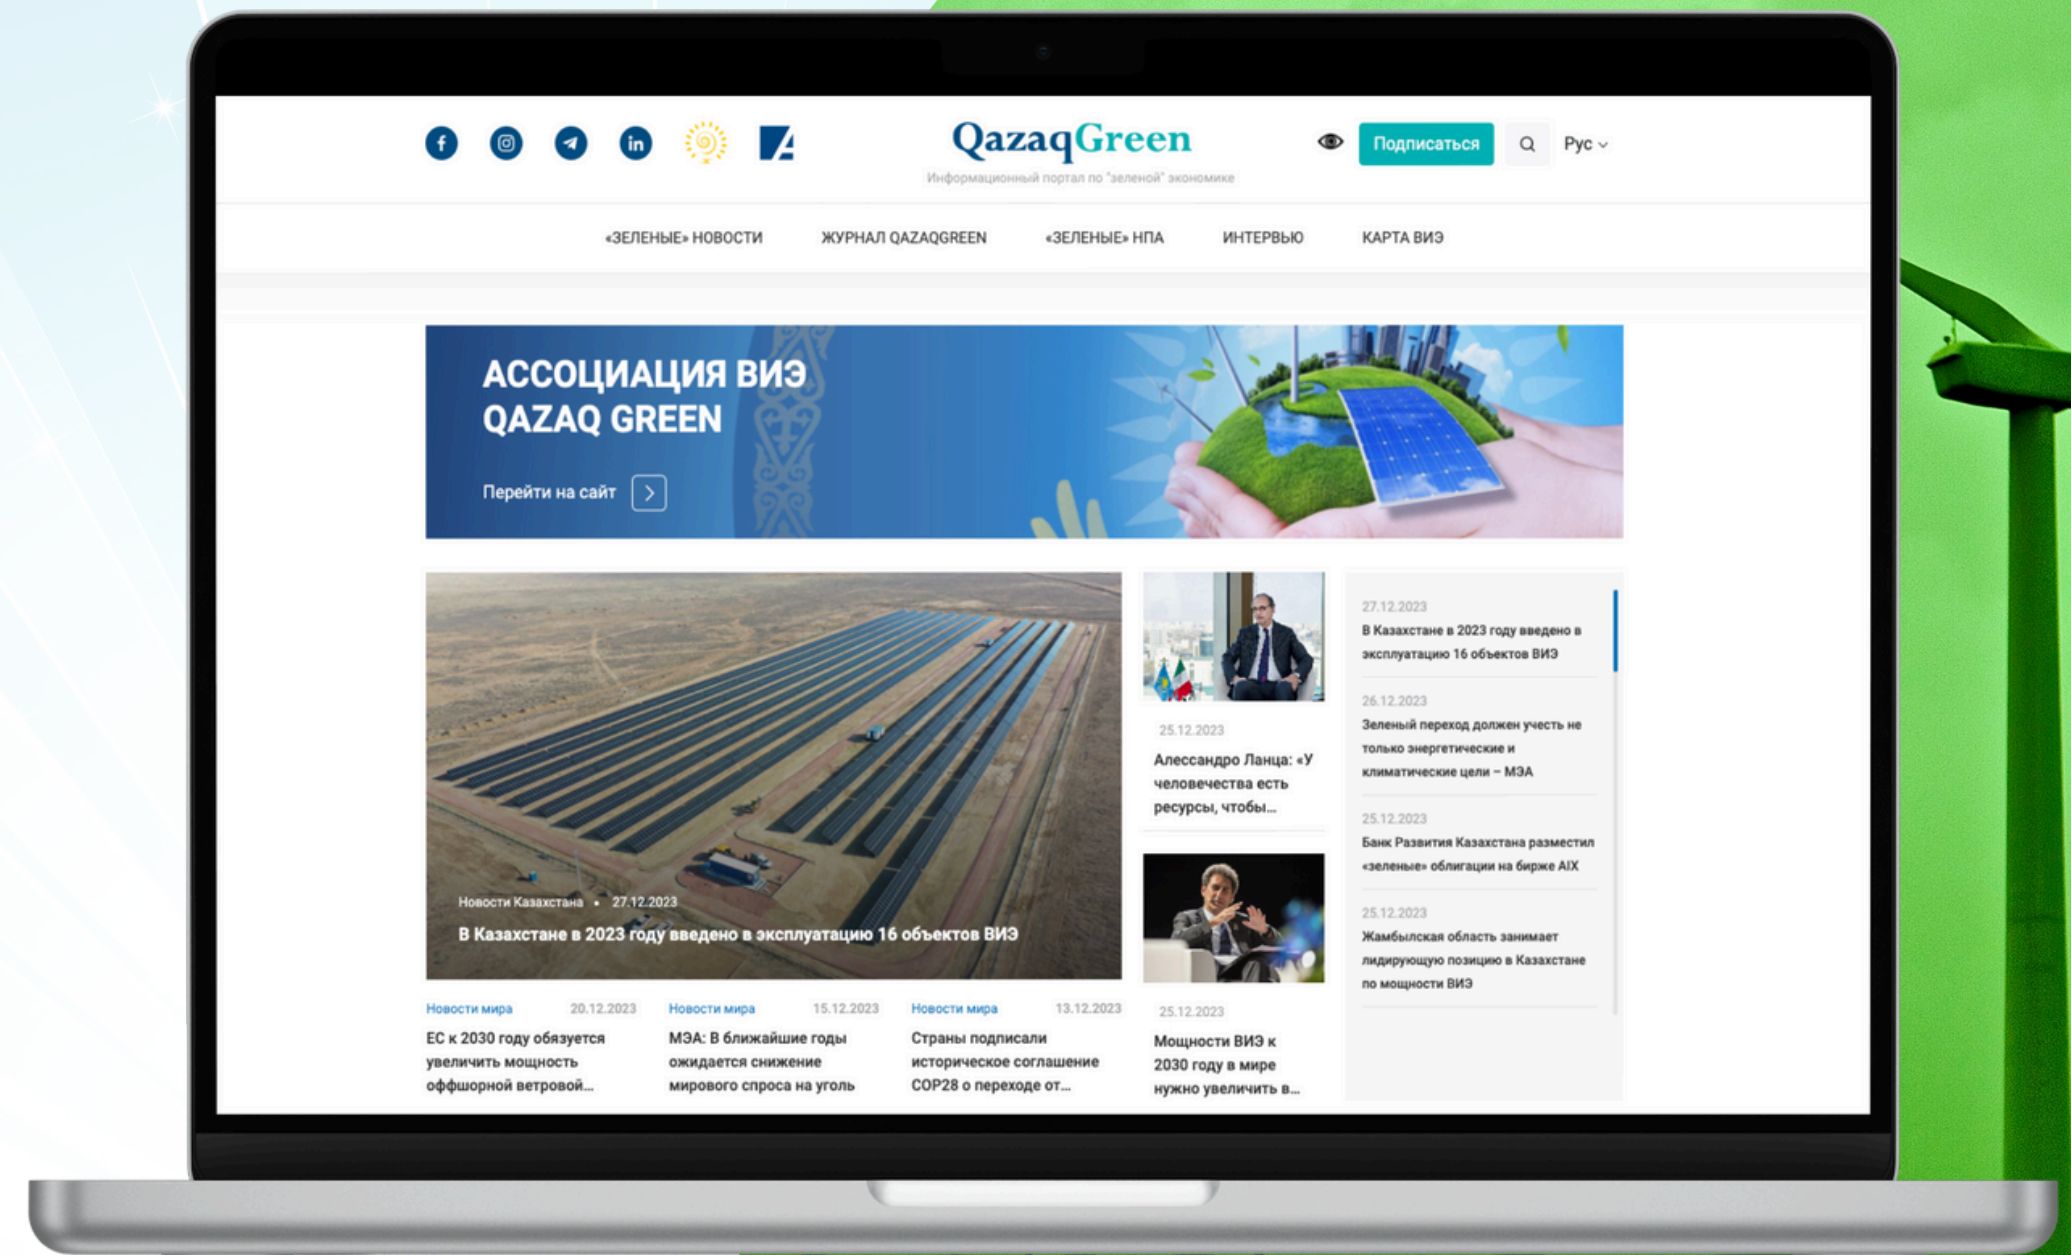 QazaqGreen
Информационный портал по "зеленой" экономике
Подписаться
Рус
«ЗЕЛЕНЫЕ» НОВОСТИ
ЖУРНАЛ QAZAQGREEN
«ЗЕЛЕНЫЕ» НПА
ИНТЕРВЬЮ
КАРТА ВИЭ
АССОЦИАЦИЯ ВИЭ
QAZAQ GREEN
Перейти на сайт
Новости Казахстана • 27.12.2023
В Казахстане в 2023 году введено в эксплуатацию 16 объектов ВИЭ
Новости мира 20.12.2023
ЕС к 2030 году обязуется
увеличить мощность
оффшорной ветровой...
Новости мира 15.12.2023
МЭА: В ближайшие годы
ожидается снижение
мирового спроса на уголь
Новости мира 13.12.2023
Страны подписали
историческое соглашение
COP28 о переходе от...
25.12.2023
Алессандро Ланца: «У
человечества есть
ресурсы, чтобы...
25.12.2023
Мощности ВИЭ к
2030 году в мире
нужно увеличить в...
27.12.2023
В Казахстане в 2023 году введено в
эксплуатацию 16 объектов ВИЭ
26.12.2023
Зеленый переход должен учесть не
только энергетические и
климатические цели – МЭА
25.12.2023
Банк Развития Казахстана разместил
«зеленые» облигации на бирже AIX
25.12.2023
Жамбылская область занимает
лидирующую позицию в Казахстане
по мощности ВИЭ